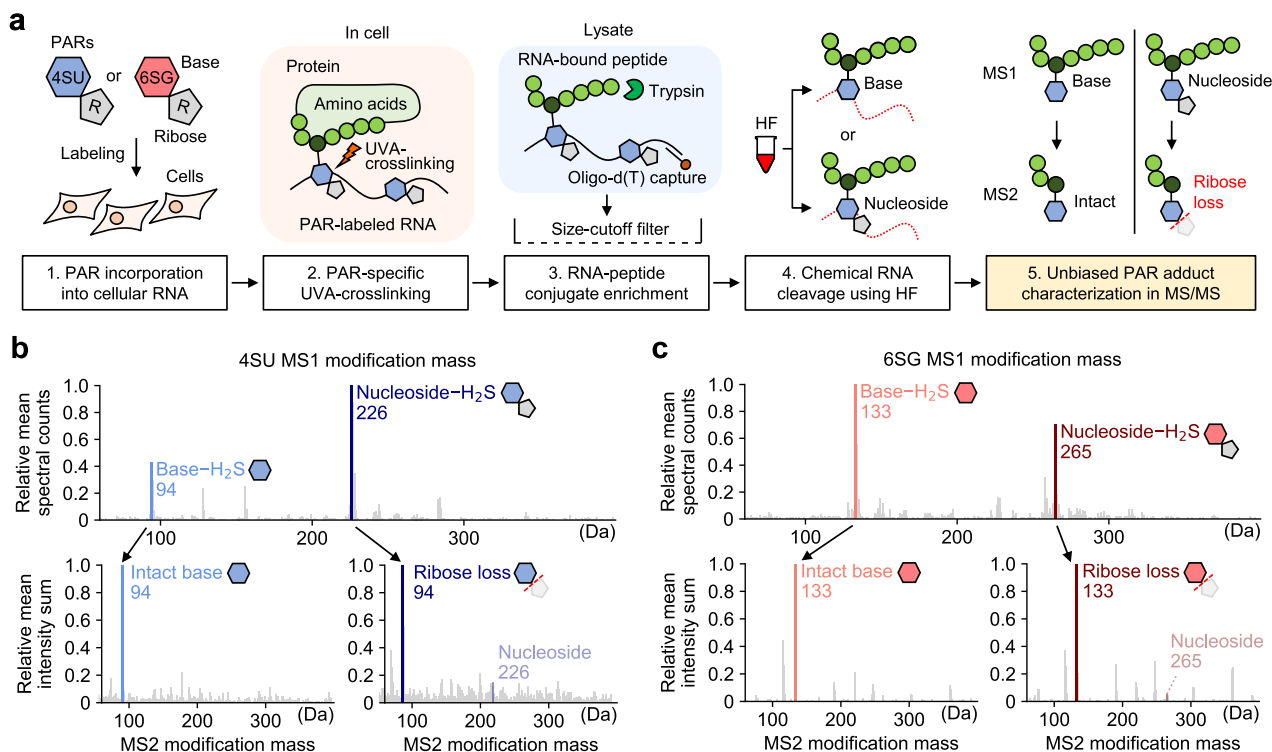 a
PARs
4SU
or
6SG
Base
R
R
Ribose
Labeling
Cells
In cell
Protein
Amino acids
UVA-
crosslinking
PAR-labeled RNA
Lysate
RNA-bound peptide
Trypsin
Oligo-d(T) capture
Size-cutoff filter
HF
Base
or
Nucleoside
MS1
Base
Nucleoside
MS2
Intact
Ribose
loss
1. PAR incorporation
into cellular RNA
2. PAR-specific
UVA-crosslinking
3. RNA-peptide
conjugate enrichment
4. Chemical RNA
cleavage using HF
5. Unbiased PAR adduct
characterization in MS/MS
b
4SU MS1 modification mass
Relative mean
spectral counts
1.0
0.8
0.6
0.4
0.2
0
Base−H₂S
94
Nucleoside−H₂S
226
100
200
300
(Da)
Relative mean
intensity sum
1.0
0.8
0.6
0.4
0.2
0
Intact base
94
100
200
300
(Da)
MS2 modification mass
1.0
0.8
0.6
0.4
0.2
0
Ribose loss
94
Nucleoside
226
100
200
300
(Da)
MS2 modification mass
c
6SG MS1 modification mass
Relative mean
spectral counts
1.0
0.8
0.6
0.4
0.2
0
Base−H₂S
133
Nucleoside−H₂S
265
100
200
300
(Da)
Relative mean
intensity sum
1.0
0.8
0.6
0.4
0.2
0
Intact base
133
100
200
300
(Da)
MS2 modification mass
1.0
0.8
0.6
0.4
0.2
0
Ribose loss
133
Nucleoside
265
100
200
300
(Da)
MS2 modification mass